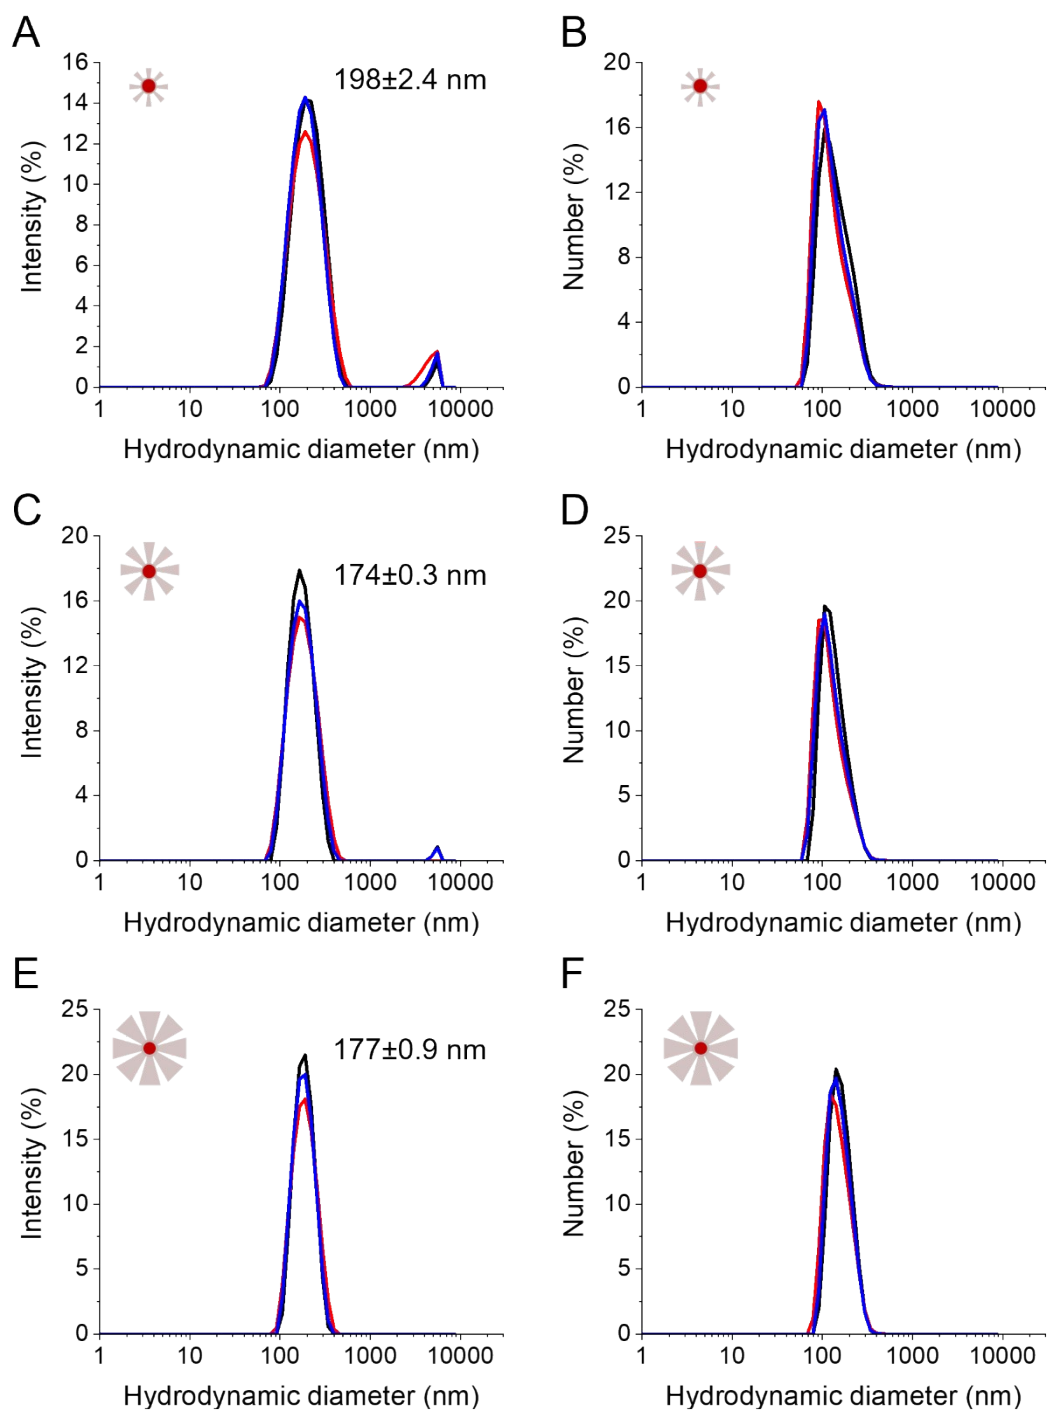 A
16
14
12
10
8
6
4
2
0
Intensity (%)
198±2.4 nm
1 10 100 1000 10000
Hydrodynamic diameter (nm)
B
20
16
12
8
4
0
Number (%)
1 10 100 1000 10000
Hydrodynamic diameter (nm)
C
20
16
12
8
4
0
Intensity (%)
174±0.3 nm
1 10 100 1000 10000
Hydrodynamic diameter (nm)
D
25
20
15
10
5
0
Number (%)
1 10 100 1000 10000
Hydrodynamic diameter (nm)
E
25
20
15
10
5
0
Intensity (%)
177±0.9 nm
1 10 100 1000 10000
Hydrodynamic diameter (nm)
F
25
20
15
10
5
0
Number (%)
1 10 100 1000 10000
Hydrodynamic diameter (nm)